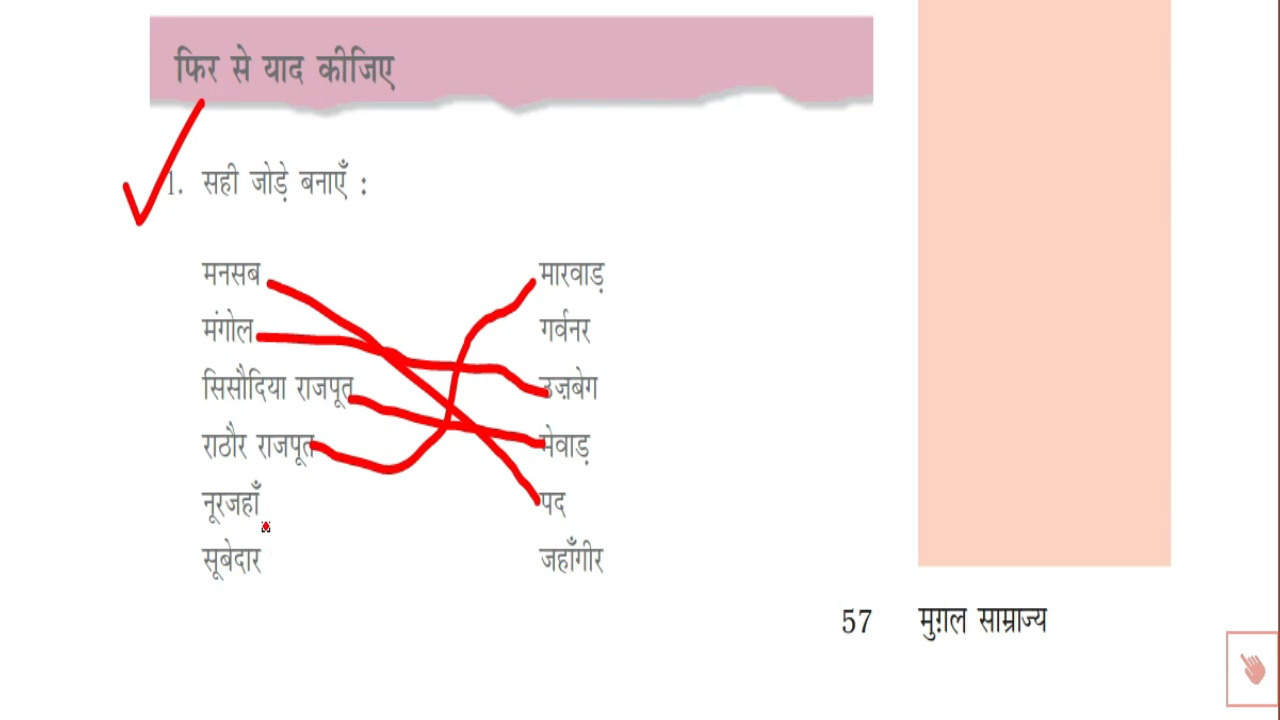 फिर से याद कीजिए
1. सही जोड़े बनाएँ :
मनसब मारवाड़
मंगोल गर्वनर
सिसौदिया राजपूत उज़बेग
राठौर राजपूत मेवाड़
नूरजहाँ पद
सूबेदार जहाँगीर
57 मुग़ल साम्राज्य